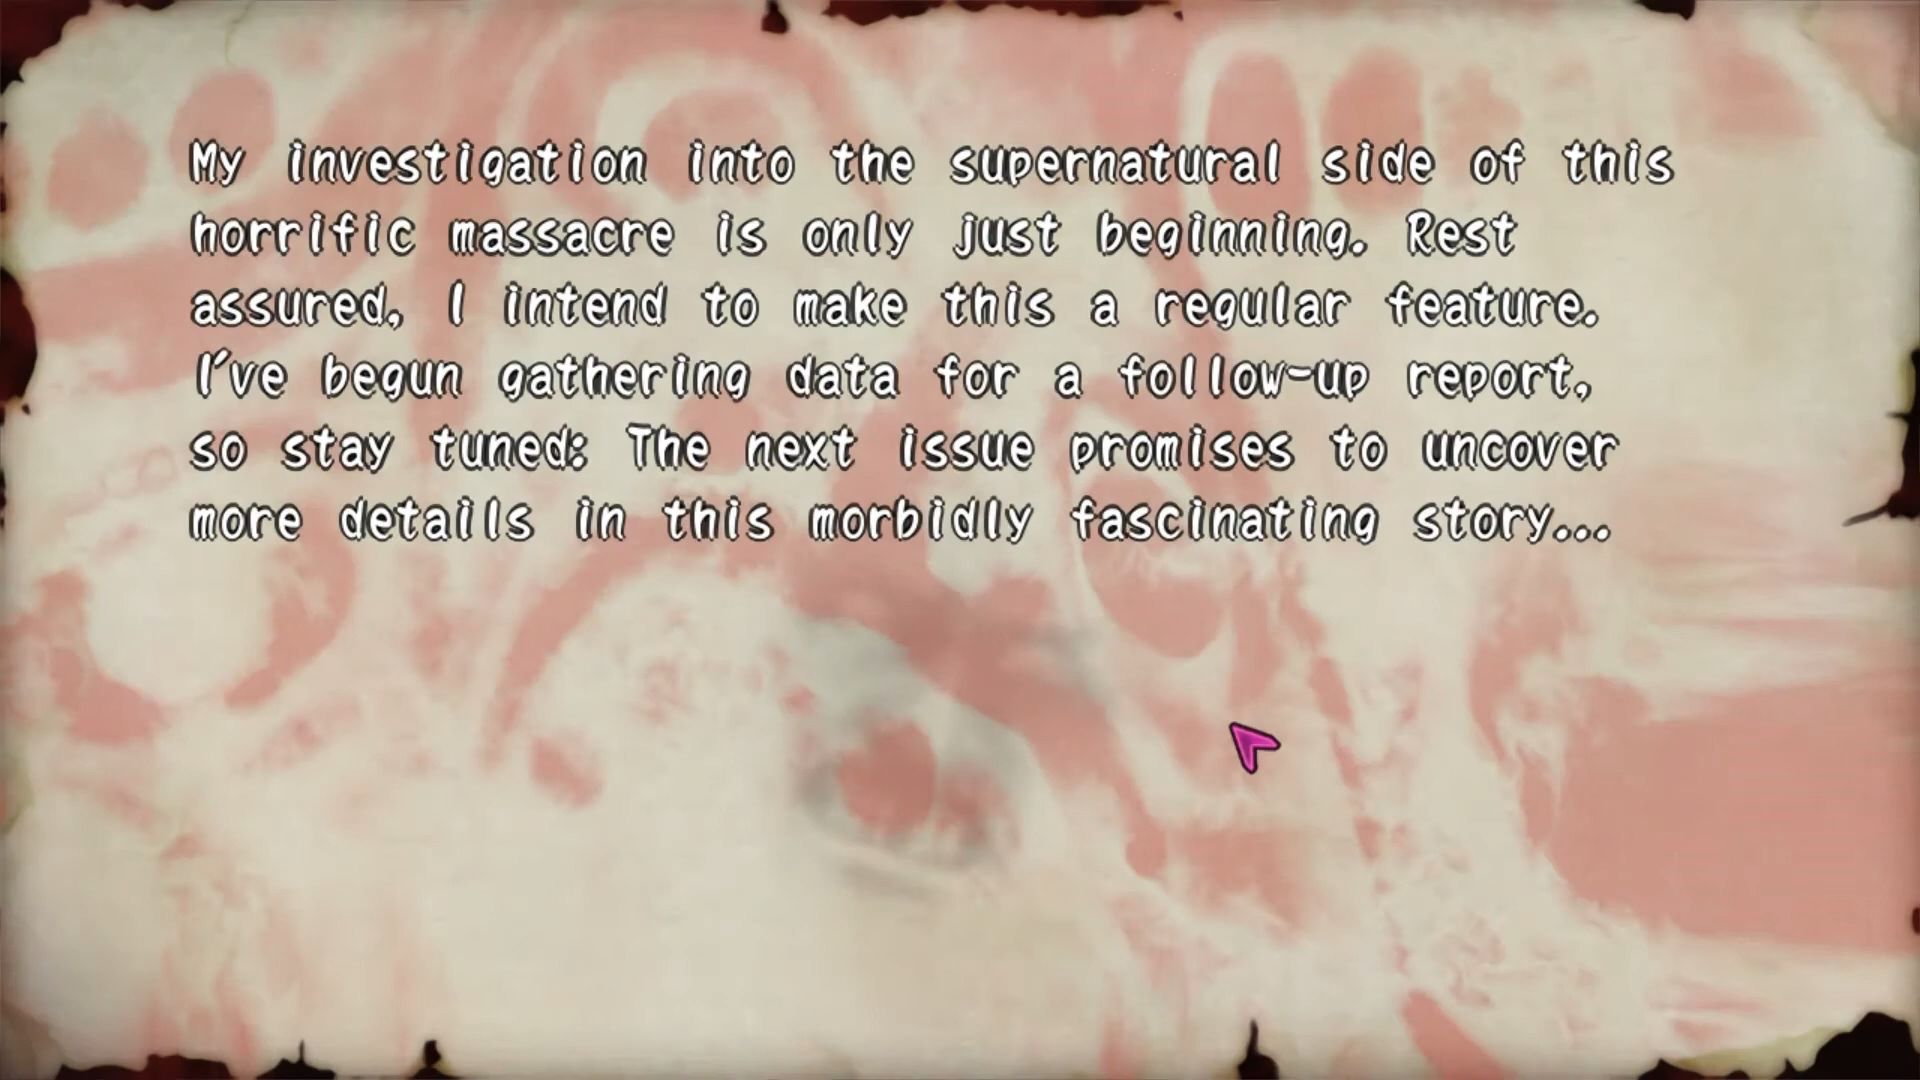 My investigation into the supernatural side of this
horrific massacre is only just beginning. Rest
assured, I intend to make this a regular feature.
I've begun gathering data for a follow-up report,
so stay tuned: The next issue promises to uncover
more details in this morbidly fascinating story...